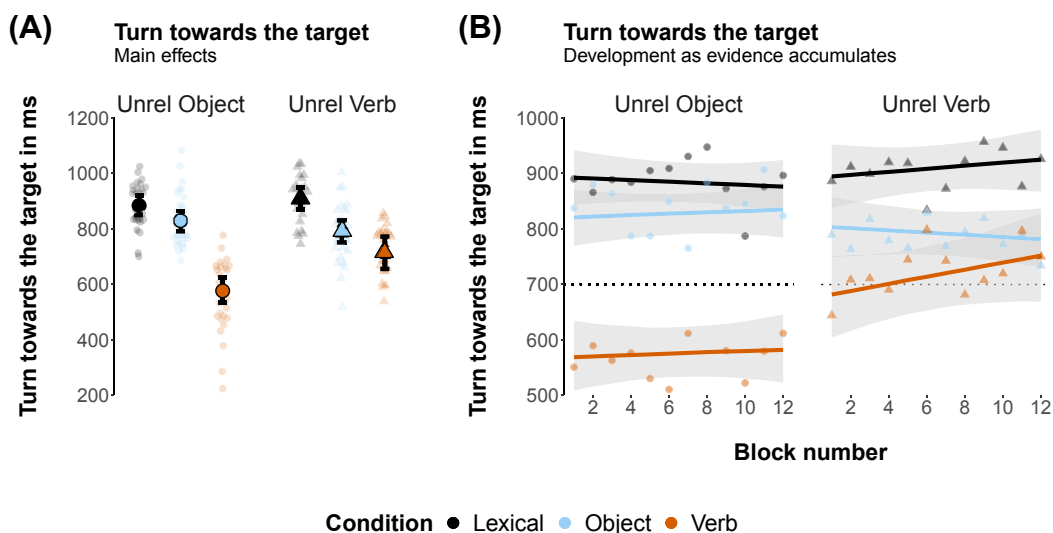 (A)
Turn towards the target
Main effects
Unrel Object
Unrel Verb
Turn towards the target in ms
1200
1000
800
600
400
200
(B)
Turn towards the target
Development as evidence accumulates
Unrel Object
Unrel Verb
Turn towards the target in ms
1000
900
800
700
600
500
2 4 6 8 10 12
2 4 6 8 10 12
Block number
Condition Lexical Object Verb